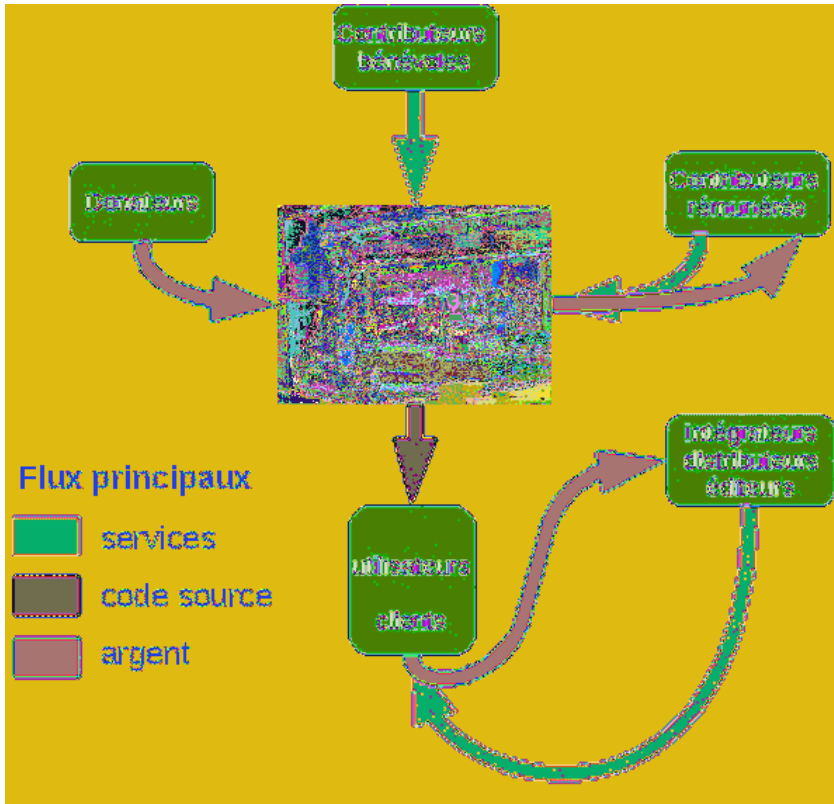 Contributeurs
bénévoles
Donateurs
Contributeurs
rémunérés
intégrateurs
distributeurs
éditeurs
Flux principaux
services
code source
argent
utilisateurs
clients